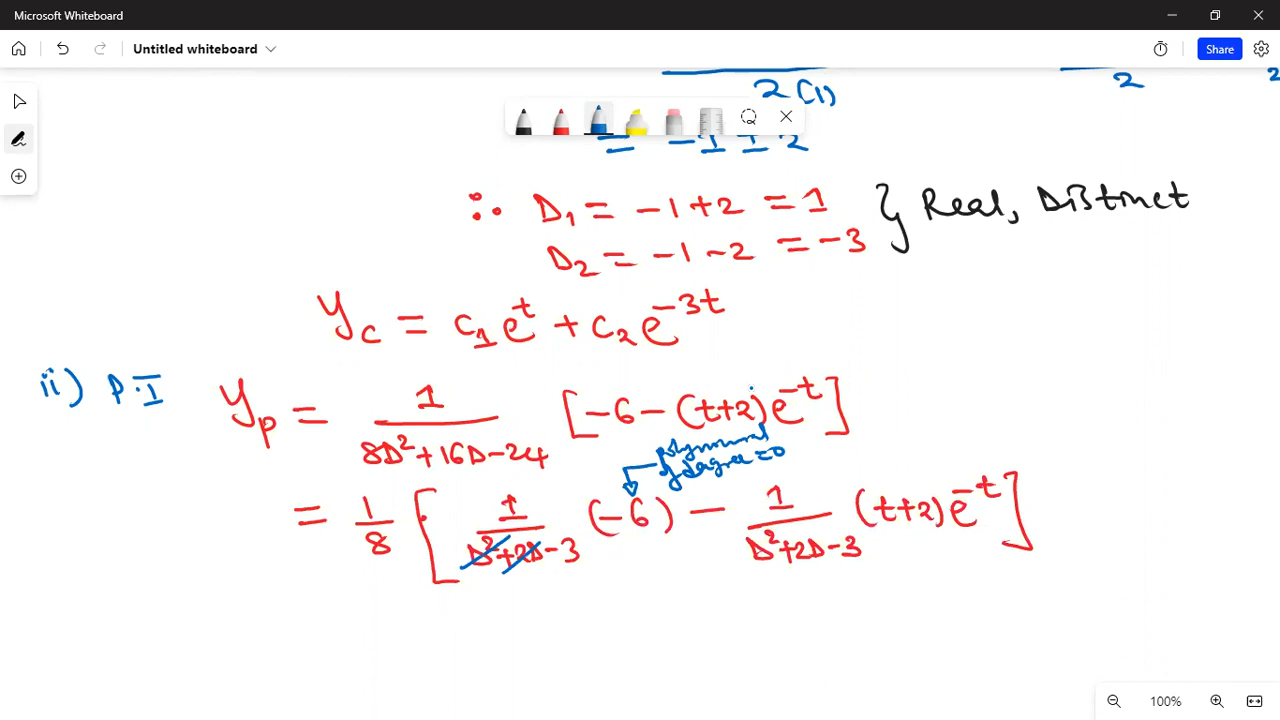 Microsoft Whiteboard
Untitled whiteboard
Share
2(1)
2
2
= -1 ± 2
∴ D₁ = -1+2 = 1 } Real, Distinct
D₂ = -1-2 = -3
y_c = c₁e^t + c₂e^{-3t}
ii) P.I y_p = 1/(8D²+16D-24) [-6-(t+2)e^{-t}]
polynomial
of degree=0
= 1/8 [ 1/(D²+2D-3) (-6) - 1/(D²+2D-3) (t+2)e^{-t} ]
100%